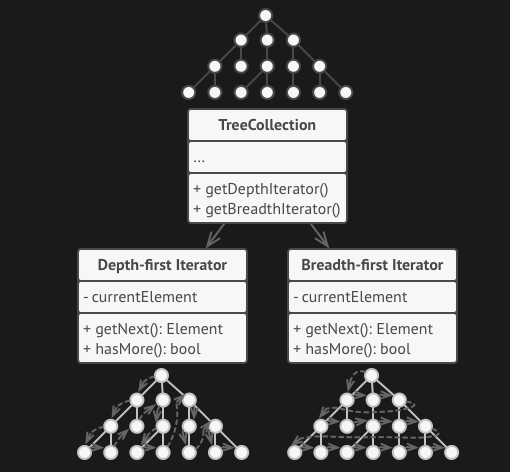 TreeCollection
...
+ getDepthIterator()
+ getBreadthIterator()
Depth-first Iterator
- currentElement
+ getNext(): Element
+ hasMore(): bool
Breadth-first Iterator
- currentElement
+ getNext(): Element
+ hasMore(): bool